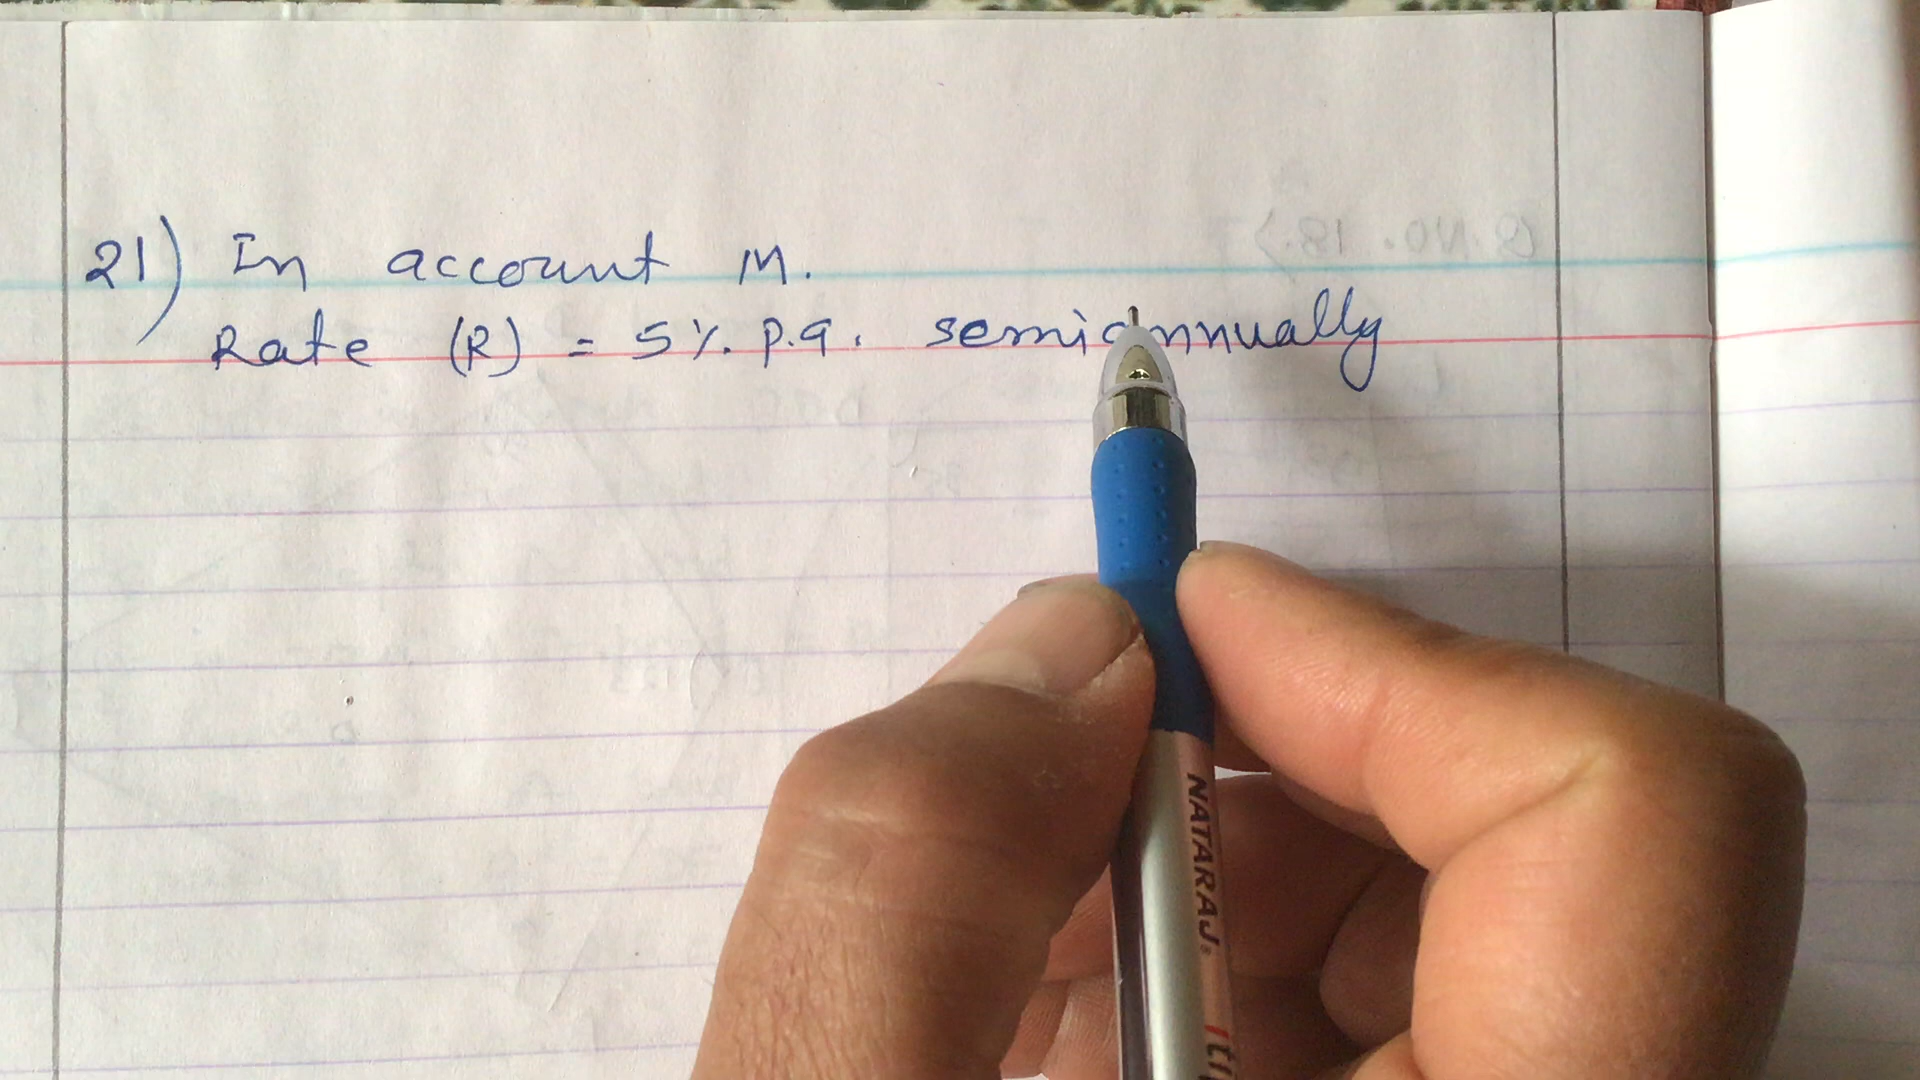 21) In account M.
Rate (R) = 5%. p.a. semiannually
NATARAJ